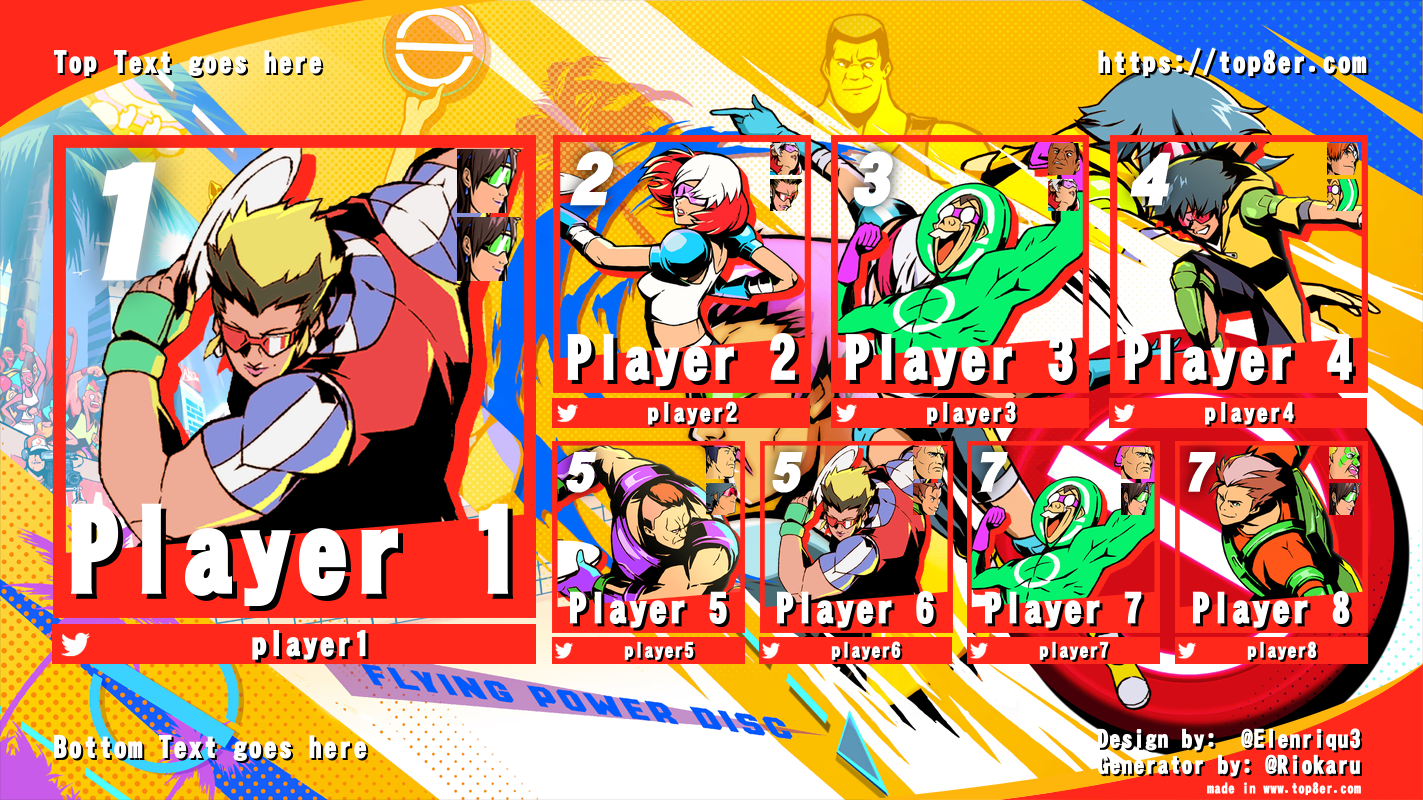 Top Text goes here
https://top8er.com
1
Player 1
player1
2
Player 2
player2
3
Player 3
player3
4
Player 4
player4
5
Player 5
player5
5
Player 6
player6
7
Player 7
player7
7
Player 8
player8
FLYING POWER DISC
Bottom Text goes here
Design by: @Elenriqu3
Generator by: @Riokaru
made in www.top8er.com